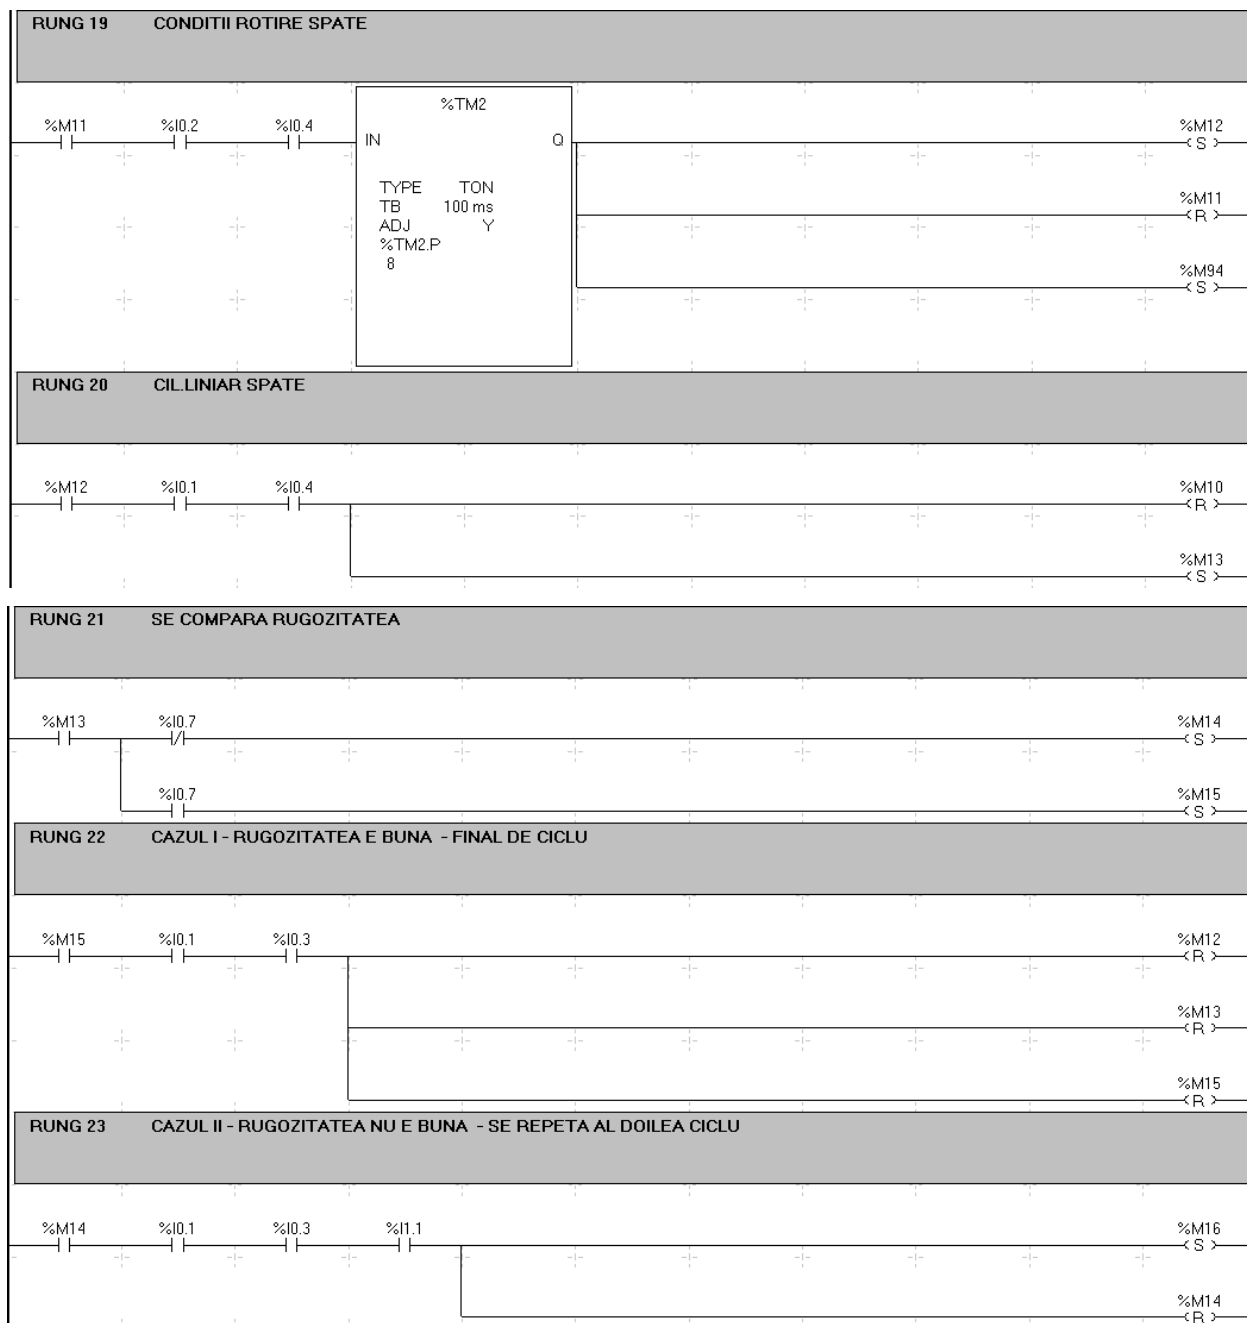 RUNG 19 CONDITII ROTIRE SPATE
%TM2
%M11 %I0.2 %I0.4 %M12
IN Q S
TYPE TON
TB 100 ms
ADJ Y
%TM2.P
8
%M11
R
%M94
S
RUNG 20 CIL.LINIAR SPATE
%M12 %I0.1 %I0.4 %M10
R
%M13
S
RUNG 21 SE COMPARA RUGOZITATEA
%M13 %I0.7 %M14
S
%I0.7 %M15
S
RUNG 22 CAZUL I - RUGOZITATEA E BUNA - FINAL DE CICLU
%M15 %I0.1 %I0.3 %M12
R
%M13
R
%M15
R
RUNG 23 CAZUL II - RUGOZITATEA NU E BUNA - SE REPETA AL DOILEA CICLU
%M14 %I0.1 %I0.3 %I1.1 %M16
S
%M14
R